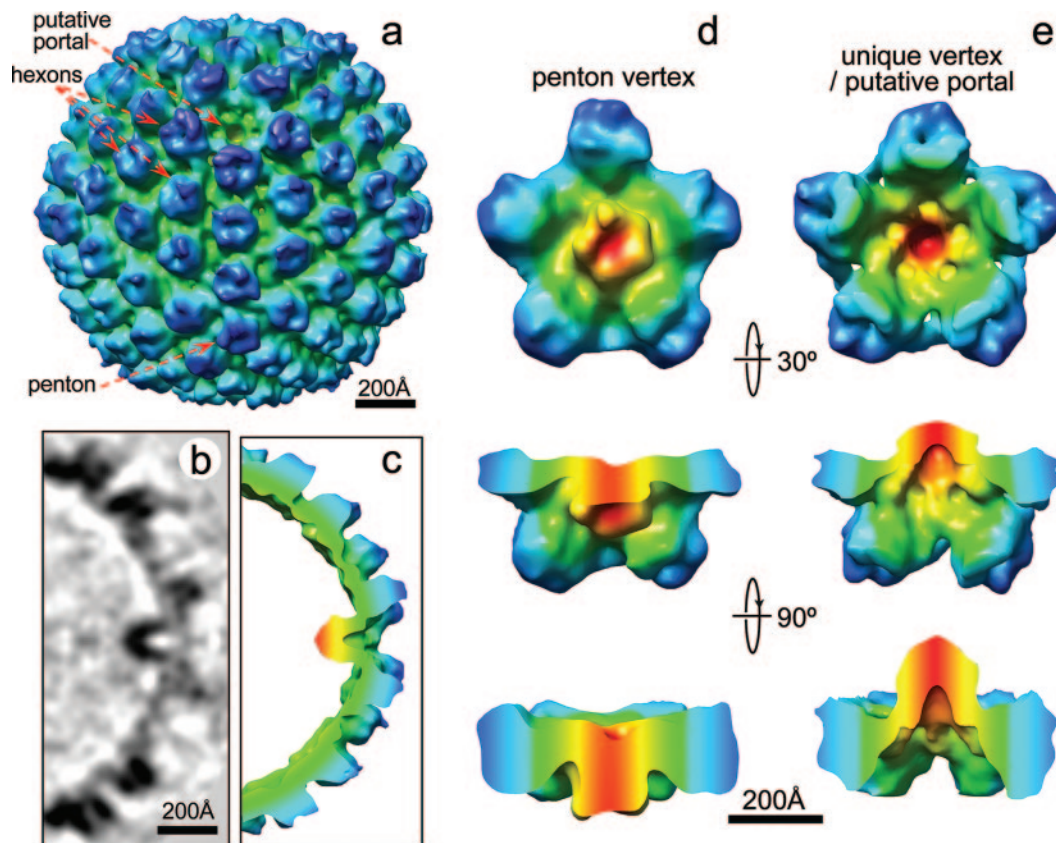 a
putative
portal
hexons
penton
200Å
b
200Å
c
d
penton vertex
e
unique vertex
/ putative portal
30º
90º
200Å